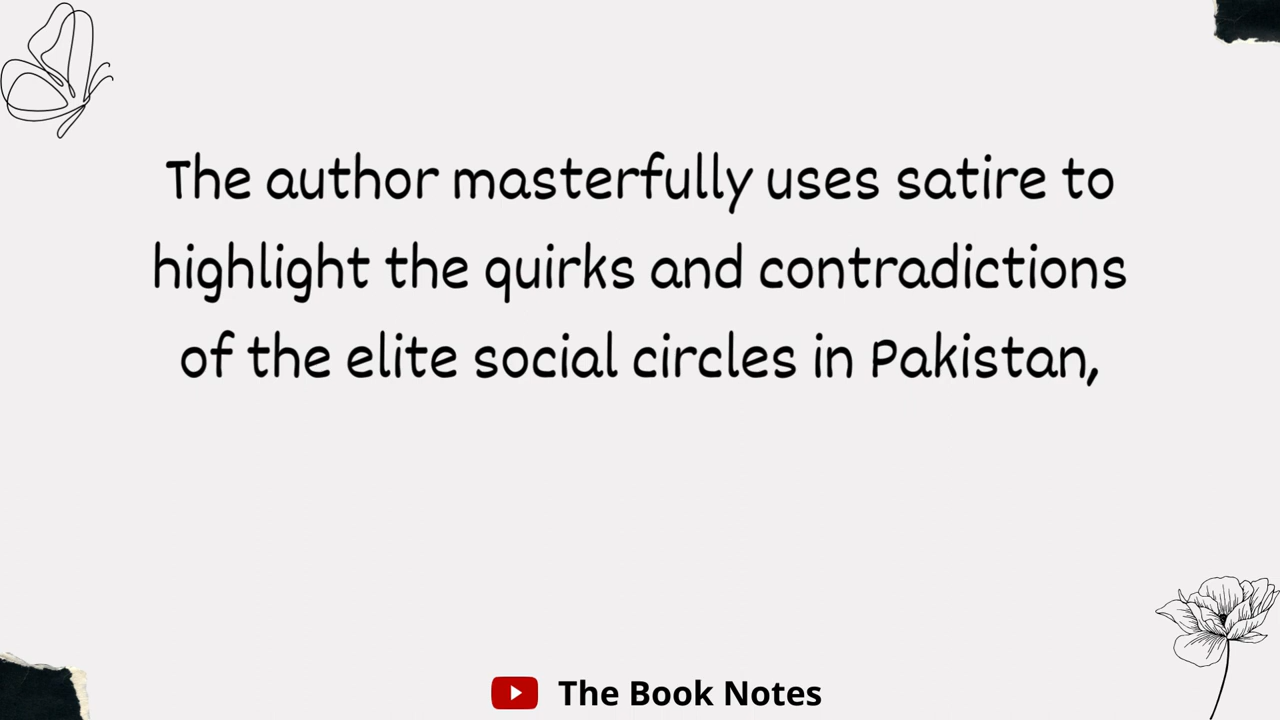 The author masterfully uses satire to
highlight the quirks and contradictions
of the elite social circles in Pakistan,
The Book Notes